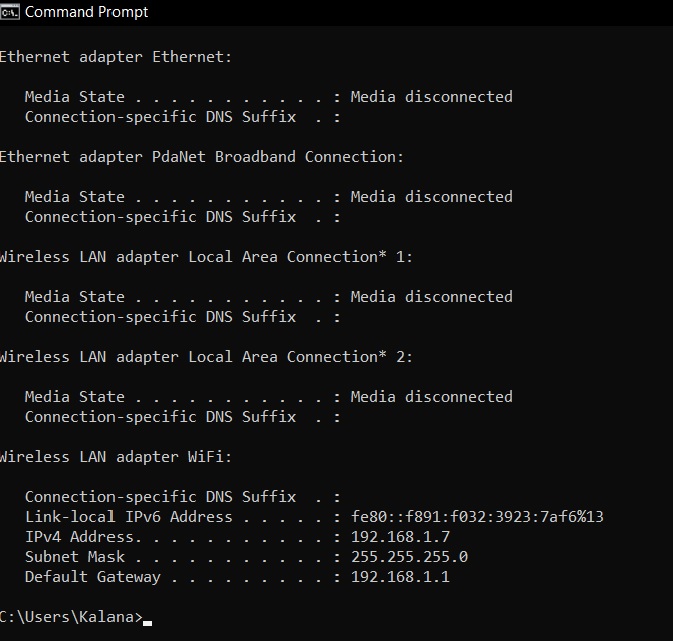 Command Prompt
Ethernet adapter Ethernet:
Media State . . . . . . . . . . . : Media disconnected
Connection-specific DNS Suffix  . :
Ethernet adapter PdaNet Broadband Connection:
Media State . . . . . . . . . . . : Media disconnected
Connection-specific DNS Suffix  . :
Wireless LAN adapter Local Area Connection* 1:
Media State . . . . . . . . . . . : Media disconnected
Connection-specific DNS Suffix  . :
Wireless LAN adapter Local Area Connection* 2:
Media State . . . . . . . . . . . : Media disconnected
Connection-specific DNS Suffix  . :
Wireless LAN adapter WiFi:
Connection-specific DNS Suffix  . :
Link-local IPv6 Address . . . . . : fe80::f891:f032:3923:7af6%13
IPv4 Address. . . . . . . . . . . : 192.168.1.7
Subnet Mask . . . . . . . . . . . : 255.255.255.0
Default Gateway . . . . . . . . . : 192.168.1.1
C:\Users\Kalana>